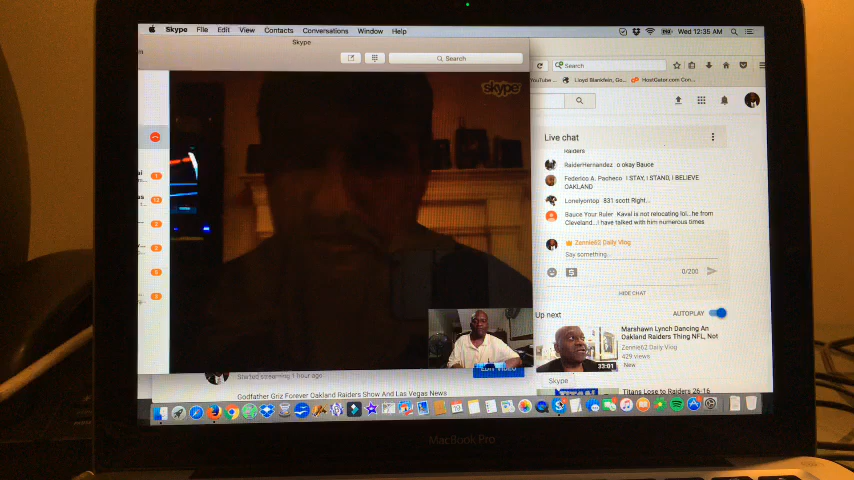 Skype File Edit View Contacts Conversations Window Help
Wed 12:35 AM
Skype
Search
Search
YouTube ...
Lloyd Blankfein, Go...
HostGator.com Con...
skype
Live chat
Raiders
RaiderHernandez o okay Bauce
Federico A. Pacheco I STAY, I STAND, I BELIEVE
OAKLAND
Lonelyontop 831 scott Right...
Bauce Your Ruler Kaval is not relocating lol...he from
Cleveland...I have talked with him numerous times
Zennie62 Daily Vlog
Say something...
0/200
HIDE CHAT
Up next
AUTOPLAY
Marshawn Lynch Dancing An
Oakland Raiders Thing NFL, Not
Zennie62 Daily Vlog
429 views
New
33:01
Skype
Titans Lose to Raiders 26-16
EDIT VIDEO
Started streaming 1 hour ago
Godfather Griz Forever Oakland Raiders Show And Las Vegas News
MacBook Pro